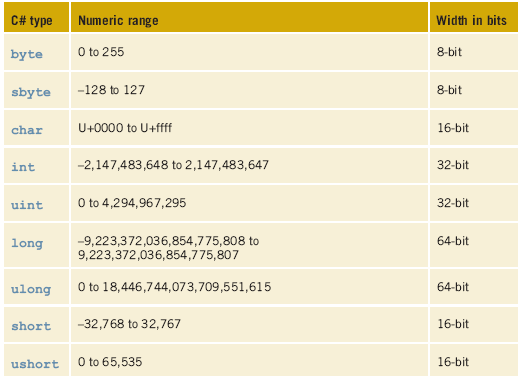 C# type Numeric range Width in bits
byte 0 to 255 8-bit
sbyte –128 to 127 8-bit
char U+0000 to U+ffff 16-bit
int –2,147,483,648 to 2,147,483,647 32-bit
uint 0 to 4,294,967,295 32-bit
long –9,223,372,036,854,775,808 to 64-bit
9,223,372,036,854,775,807
ulong 0 to 18,446,744,073,709,551,615 64-bit
short –32,768 to 32,767 16-bit
ushort 0 to 65,535 16-bit